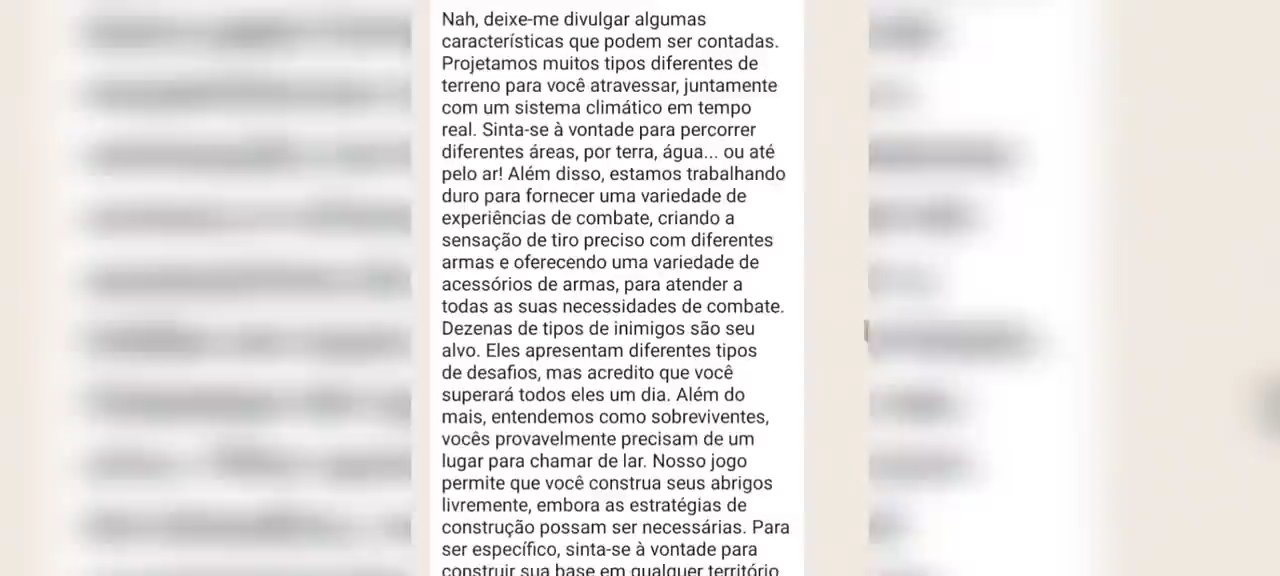 Nah, deixe-me divulgar algumas
características que podem ser contadas.
Projetamos muitos tipos diferentes de
terreno para você atravessar, juntamente
com um sistema climático em tempo
real. Sinta-se à vontade para percorrer
diferentes áreas, por terra, água... ou até
pelo ar! Além disso, estamos trabalhando
duro para fornecer uma variedade de
experiências de combate, criando a
sensação de tiro preciso com diferentes
armas e oferecendo uma variedade de
acessórios de armas, para atender a
todas as suas necessidades de combate.
Dezenas de tipos de inimigos são seu
alvo. Eles apresentam diferentes tipos
de desafios, mas acredito que você
superará todos eles um dia. Além do
mais, entendemos como sobreviventes,
vocês provavelmente precisam de um
lugar para chamar de lar. Nosso jogo
permite que você construa seus abrigos
livremente, embora as estratégias de
construção possam ser necessárias. Para
ser específico, sinta-se à vontade para
construir sua base em qualquer território